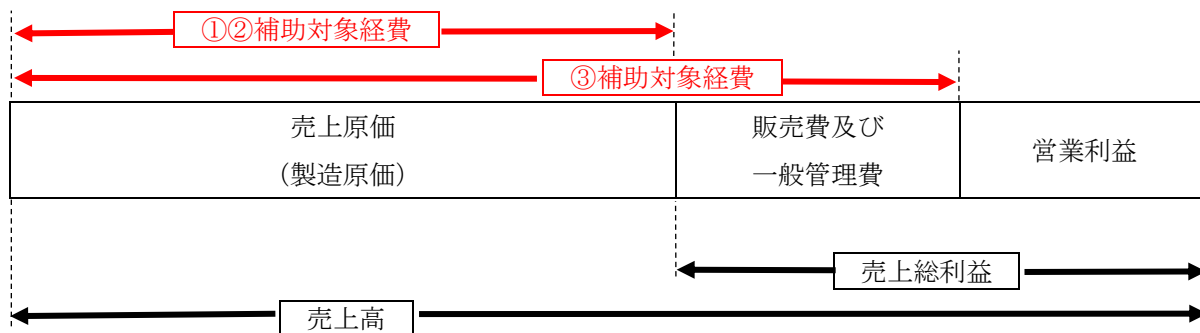 ①②補助対象経費
③補助対象経費
売上原価
(製造原価)
販売費及び
一般管理費
営業利益
売上総利益
売上高